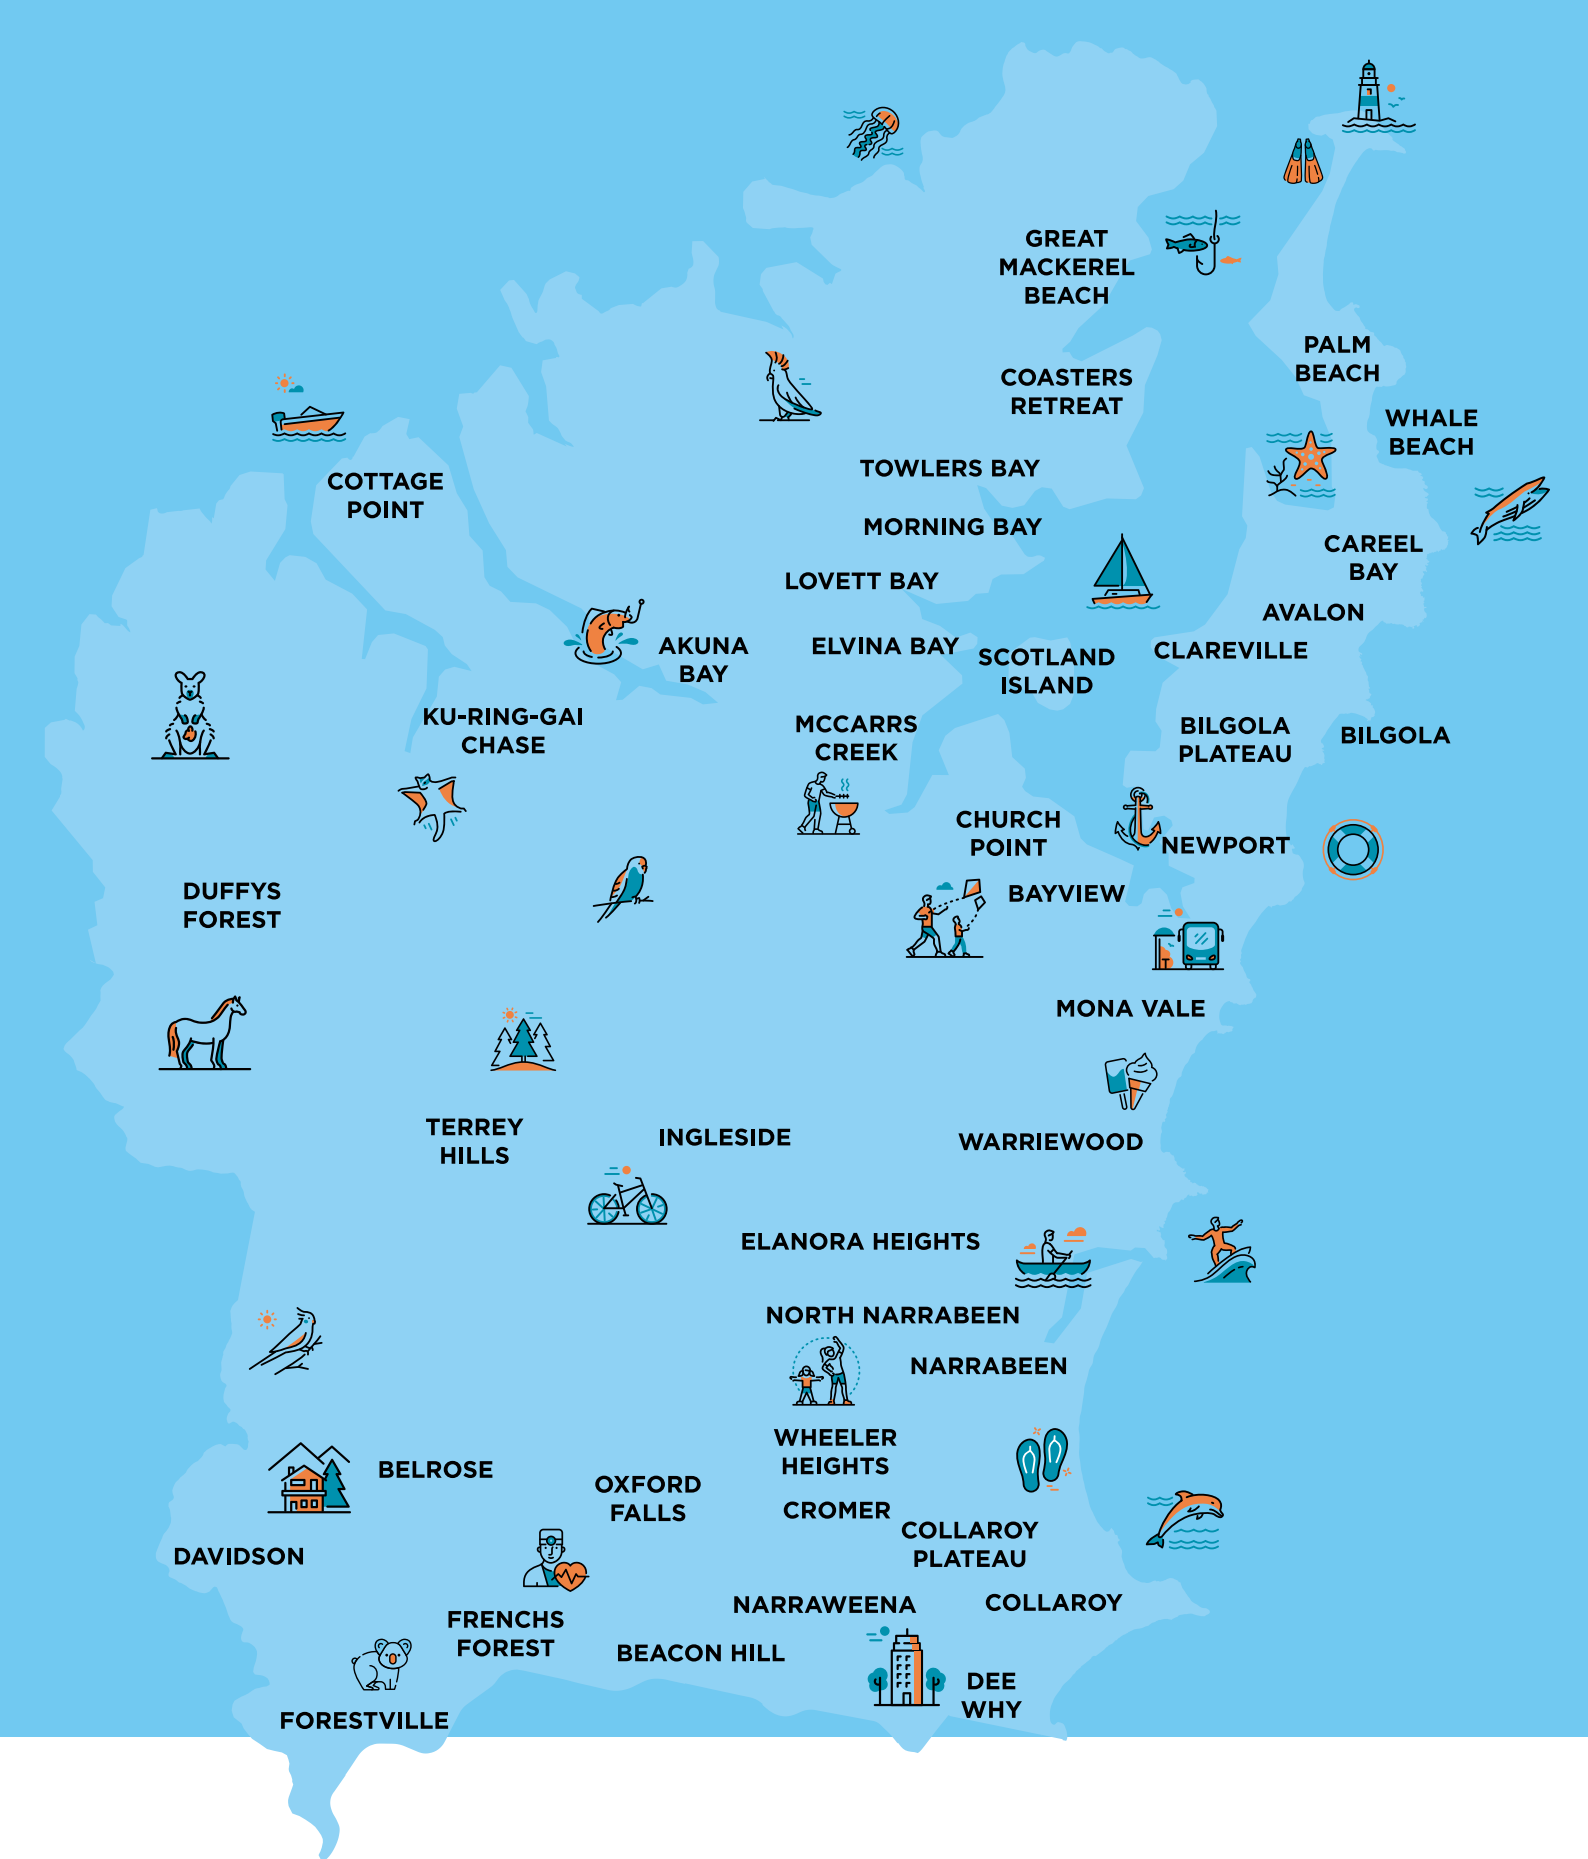 GREAT
MACKEREL
BEACH
PALM
BEACH
COASTERS
RETREAT
WHALE
BEACH
TOWLERS BAY
COTTAGE
POINT
MORNING BAY
CAREEL
BAY
LOVETT BAY
AVALON
AKUNA
BAY
ELVINA BAY
SCOTLAND
ISLAND
CLAREVILLE
KU-RING-GAI
CHASE
MCCARRS
CREEK
BILGOLA
PLATEAU
BILGOLA
CHURCH
POINT
NEWPORT
DUFFYS
FOREST
BAYVIEW
MONA VALE
TERREY
HILLS
INGLESIDE
WARRIEWOOD
ELANORA HEIGHTS
NORTH NARRABEEN
NARRABEEN
WHEELER
HEIGHTS
BELROSE
OXFORD
FALLS
CROMER
COLLAROY
PLATEAU
DAVIDSON
NARRAWEENA
COLLAROY
FRENCHS
FOREST
BEACON HILL
DEE
WHY
FORESTVILLE